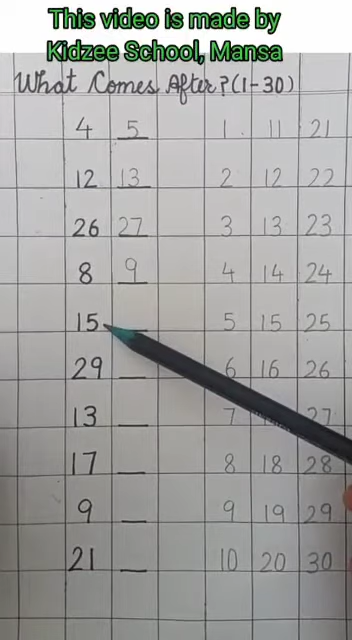 This video is made by
Kidzee School, Mansa
What Comes After? (1-30)
4 5 1 11 21
12 13 2 12 22
26 27 3 13 23
8 9 4 14 24
15 _ 5 15 25
29 _ 6 16 26
13 _ 7 27
17 _ 8 18 28
9 _ 9 19 29
21 _ 10 20 30